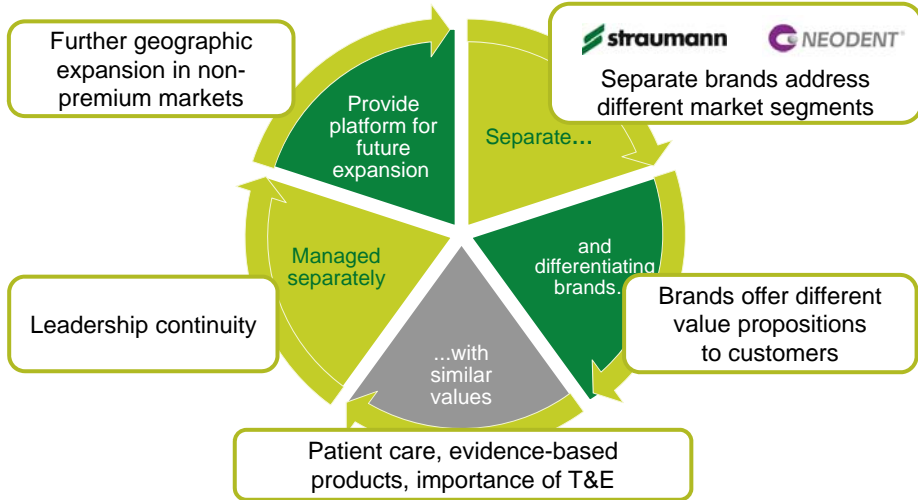 Further geographic
expansion in non-
premium markets
straumann
NEODENT®
Separate brands address
different market segments
Provide
platform for
future
expansion
Separate...
Managed
separately
and
differentiating
brands..
Leadership continuity
Brands offer different
value propositions
to customers
...with
similar
values
Patient care, evidence-based
products, importance of T&E